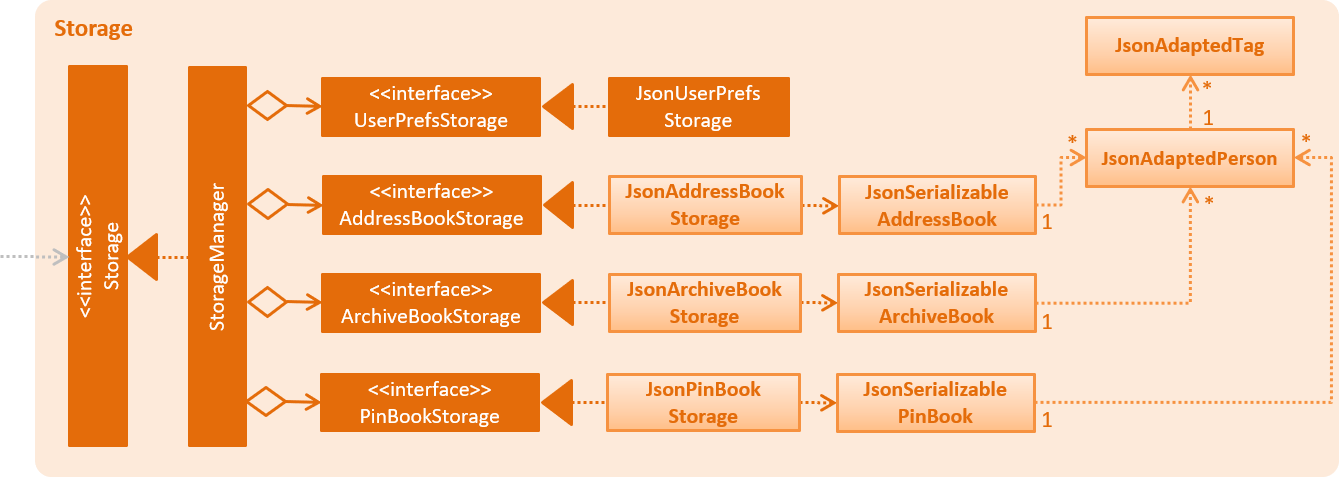 Storage
<<interface>>
Storage
StorageManager
<<interface>>
UserPrefsStorage
JsonUserPrefs
Storage
<<interface>>
AddressBookStorage
JsonAddressBook
Storage
JsonSerializable
AddressBook
1
*
<<interface>>
ArchiveBookStorage
JsonArchiveBook
Storage
JsonSerializable
ArchiveBook
1
*
<<interface>>
PinBookStorage
JsonPinBook
Storage
JsonSerializable
PinBook
1
*
JsonAdaptedPerson
1
*
JsonAdaptedTag